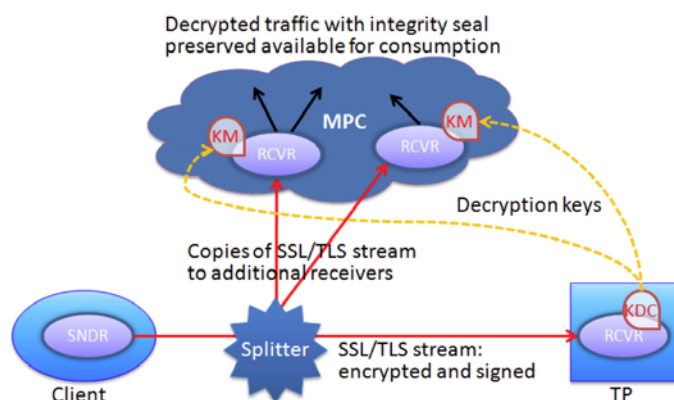 Decrypted traffic with integrity seal
preserved available for consumption
MPC
KM
RCVR
KM
RCVR
Decryption keys
Copies of SSL/TLS stream
to additional receivers
KDC
SNDR
Splitter
RCVR
SSL/TLS stream:
encrypted and signed
Client
TP